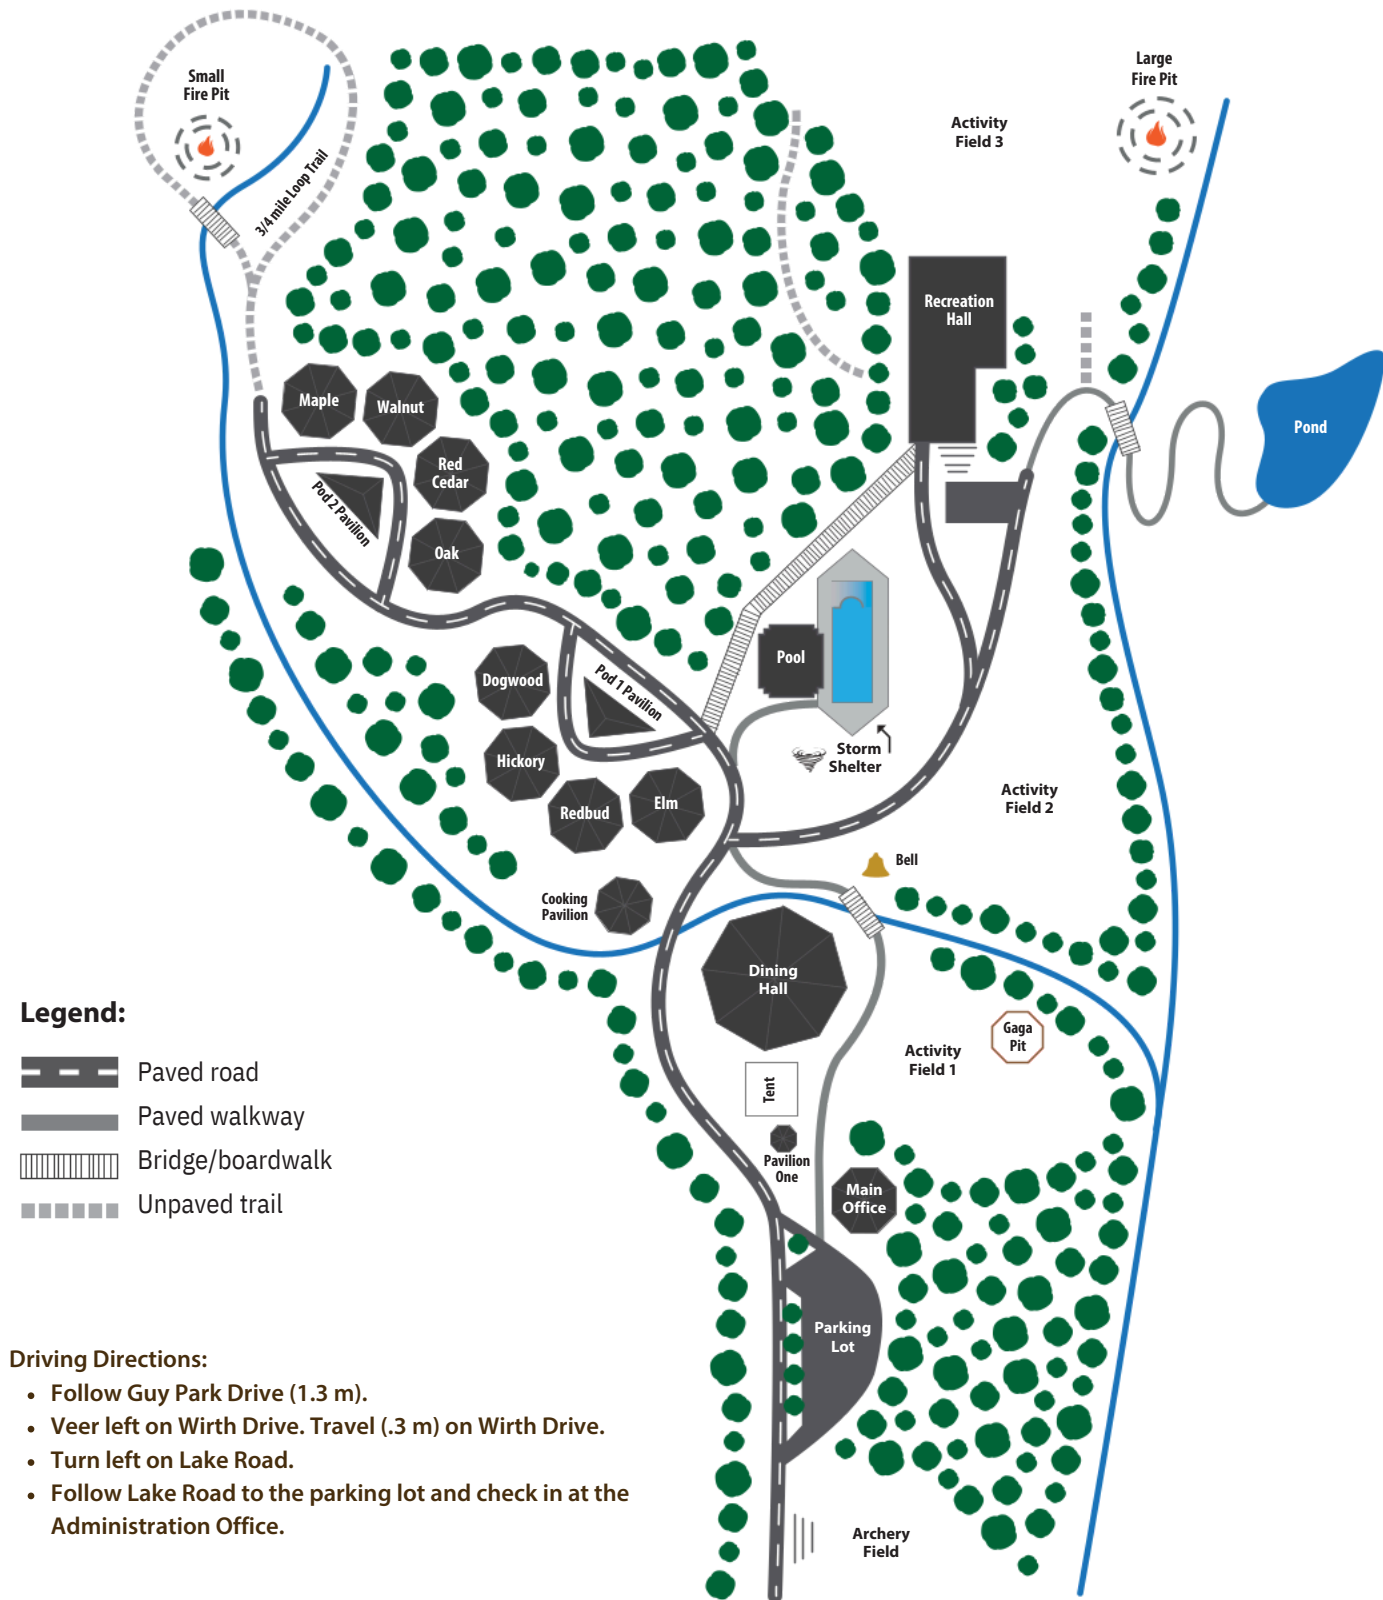 Small
Fire Pit
3/4 mile Loop Trail
Large
Fire Pit
Activity
Field 3
Recreation
Hall
Pond
Maple
Walnut
Red
Cedar
Oak
Pod 2 Pavilion
Dogwood
Pod 1 Pavilion
Hickory
Redbud
Elm
Pool
Storm
Shelter
Activity
Field 2
Bell
Cooking
Pavilion
Dining
Hall
Gaga
Pit
Activity
Field 1
Tent
Pavilion
One
Main
Office
Parking
Lot
Archery
Field
Legend:
Paved road
Paved walkway
Bridge/boardwalk
Unpaved trail
Driving Directions:
• Follow Guy Park Drive (1.3 m).
• Veer left on Wirth Drive. Travel (.3 m) on Wirth Drive.
• Turn left on Lake Road.
• Follow Lake Road to the parking lot and check in at the
Administration Office.